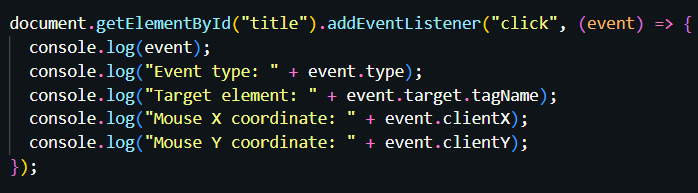 document.getElementById("title").addEventListener("click", (event) => {
  console.log(event);
  console.log("Event type: " + event.type);
  console.log("Target element: " + event.target.tagName);
  console.log("Mouse X coordinate: " + event.clientX);
  console.log("Mouse Y coordinate: " + event.clientY);
});